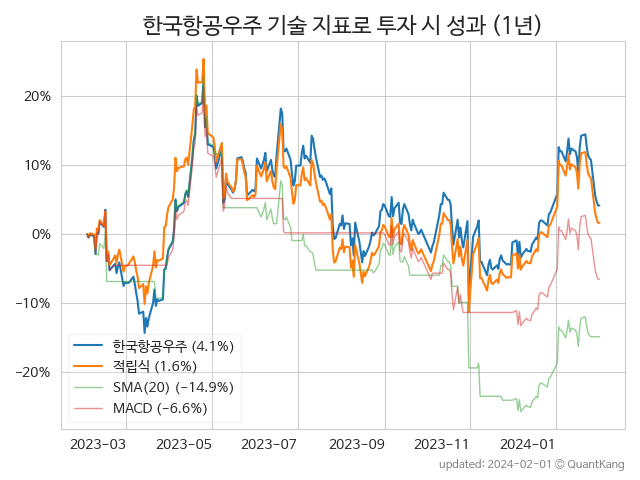 한국항공우주 기술 지표로 투자 시 성과 (1년)
20%
10%
0%
−10%
−20%
한국항공우주 (4.1%)
적립식 (1.6%)
SMA(20) (−14.9%)
MACD (−6.6%)
2023-03 2023-05 2023-07 2023-09 2023-11 2024-01
updated: 2024-02-01 © QuantKang